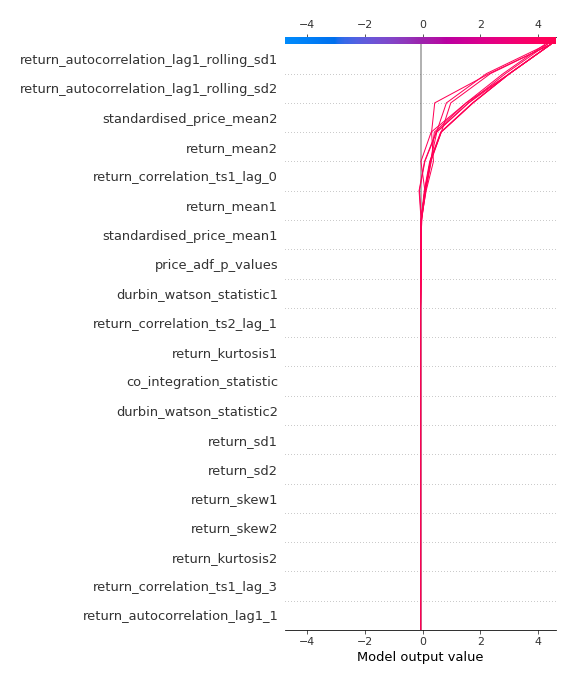 −4 −2 0 2 4
return_autocorrelation_lag1_rolling_sd1
return_autocorrelation_lag1_rolling_sd2
standardised_price_mean2
return_mean2
return_correlation_ts1_lag_0
return_mean1
standardised_price_mean1
price_adf_p_values
durbin_watson_statistic1
return_correlation_ts2_lag_1
return_kurtosis1
co_integration_statistic
durbin_watson_statistic2
return_sd1
return_sd2
return_skew1
return_skew2
return_kurtosis2
return_correlation_ts1_lag_3
return_autocorrelation_lag1_1
−4 −2 0 2 4
Model output value